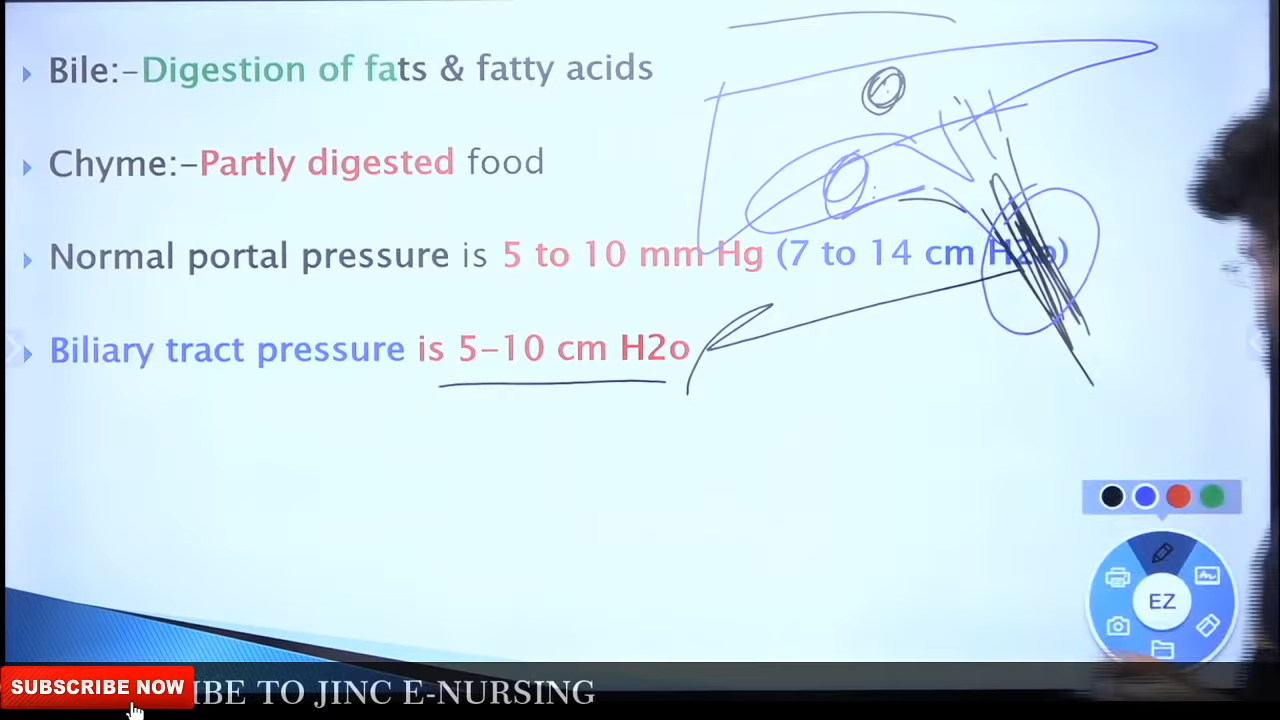 Bile:-Digestion of fats & fatty acids
Chyme:-Partly digested food
Normal portal pressure is 5 to 10 mm Hg (7 to 14 cm H2o)
Biliary tract pressure is 5-10 cm H2o
EZ
SUBSCRIBE NOW
IBE TO JINC E-NURSING